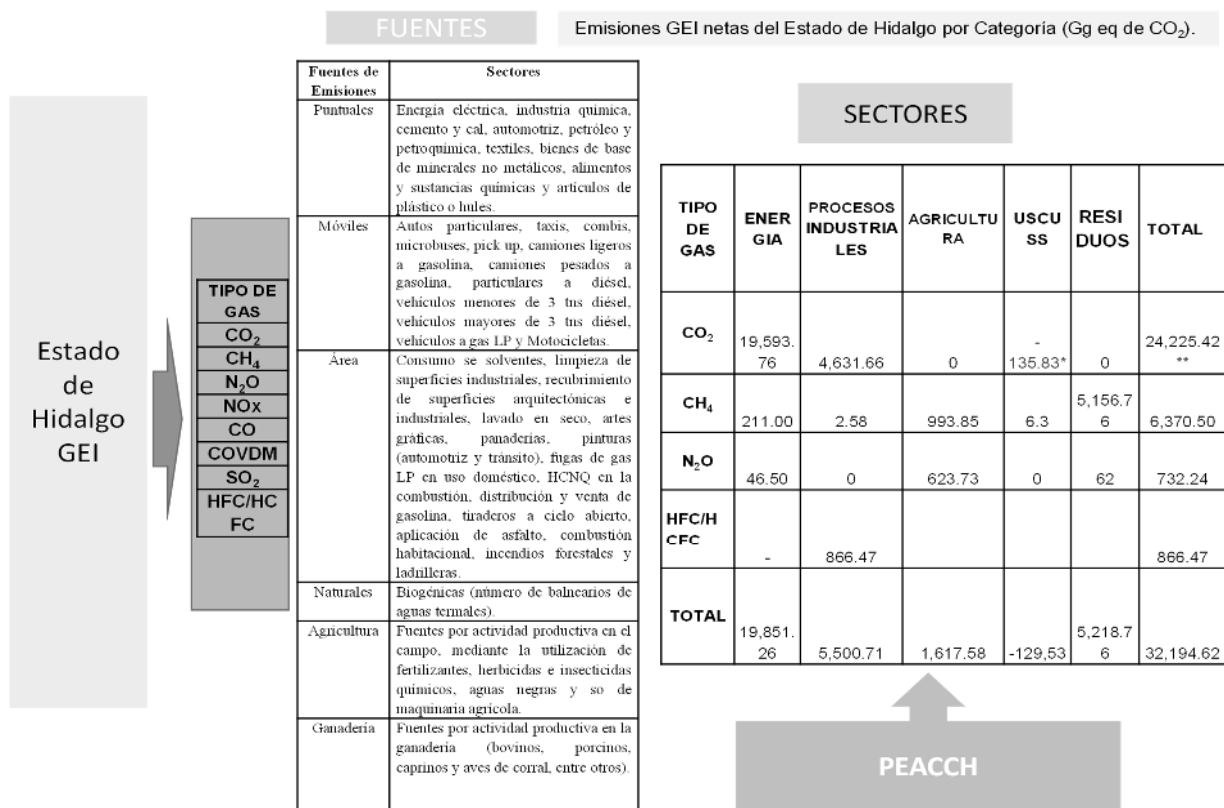 FUENTES
Emisiones GEI netas del Estado de Hidalgo por Categoría (Gg eq de CO₂).
Estado
de
Hidalgo
GEI
TIPO DE
GAS
CO₂
CH₄
N₂O
NOx
CO
COVDM
SO₂
HFC/HC
FC
Fuentes de
Emisiones
Sectores
Puntuales
Energía eléctrica, industria química,
cemento y cal, automotriz, petróleo y
petroquímica, textiles, bienes de base
de minerales no metálicos, alimentos
y sustancias químicas y artículos de
plástico o hules.
Móviles
Autos particulares, taxis, combis,
microbuses, pick up, camiones ligeros
a gasolina, camiones pesados a
gasolina, particulares a diésel,
vehículos menores de 3 tns diésel,
vehículos mayores de 3 tns diésel,
vehículos a gas LP y Motocicletas.
Área
Consumo se solventes, limpieza de
superficies industriales, recubrimiento
de superficies arquitectónicas e
industriales, lavado en seco, artes
gráficas, panaderías, pinturas
(automotriz y tránsito), fugas de gas
LP en uso doméstico, HCNQ en la
combustión, distribución y venta de
gasolina, tiraderos a ciclo abierto,
aplicación de asfalto, combustión
habitacional, incendios forestales y
ladrilleras.
Naturales
Biogénicas (número de balnearios de
aguas termales).
Agricultura
Fuentes por actividad productiva en el
campo, mediante la utilización de
fertilizantes, herbicidas e insecticidas
químicos, aguas negras y so de
maquinaria agrícola.
Ganadería
Fuentes por actividad productiva en la
ganadería (bovinos, porcinos,
caprinos y aves de corral, entre otros).
SECTORES
TIPO
DE
GAS
ENER
GIA
PROCESOS
INDUSTRIA
LES
AGRICULTU
RA
USCU
SS
RESI
DUOS
TOTAL
CO₂
19,593.
76
4,631.66
0
-
135.83*
0
24,225.42
**
CH₄
211.00
2.58
993.85
6.3
5,156.7
6
6,370.50
N₂O
46.50
0
623.73
0
62
732.24
HFC/H
CFC
-
866.47
866.47
TOTAL
19,851.
26
5,500.71
1,617.58
-129,53
5,218.7
6
32,194.62
PEACCH